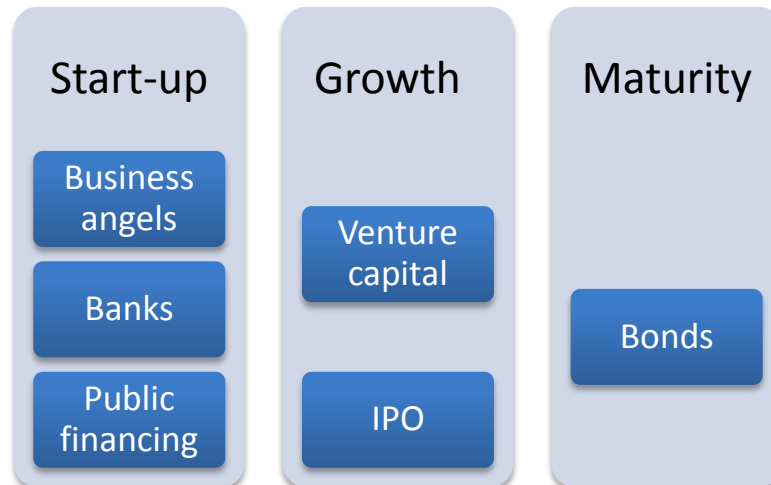 Start-up
Business
angels
Banks
Public
financing
Growth
Venture
capital
IPO
Maturity
Bonds